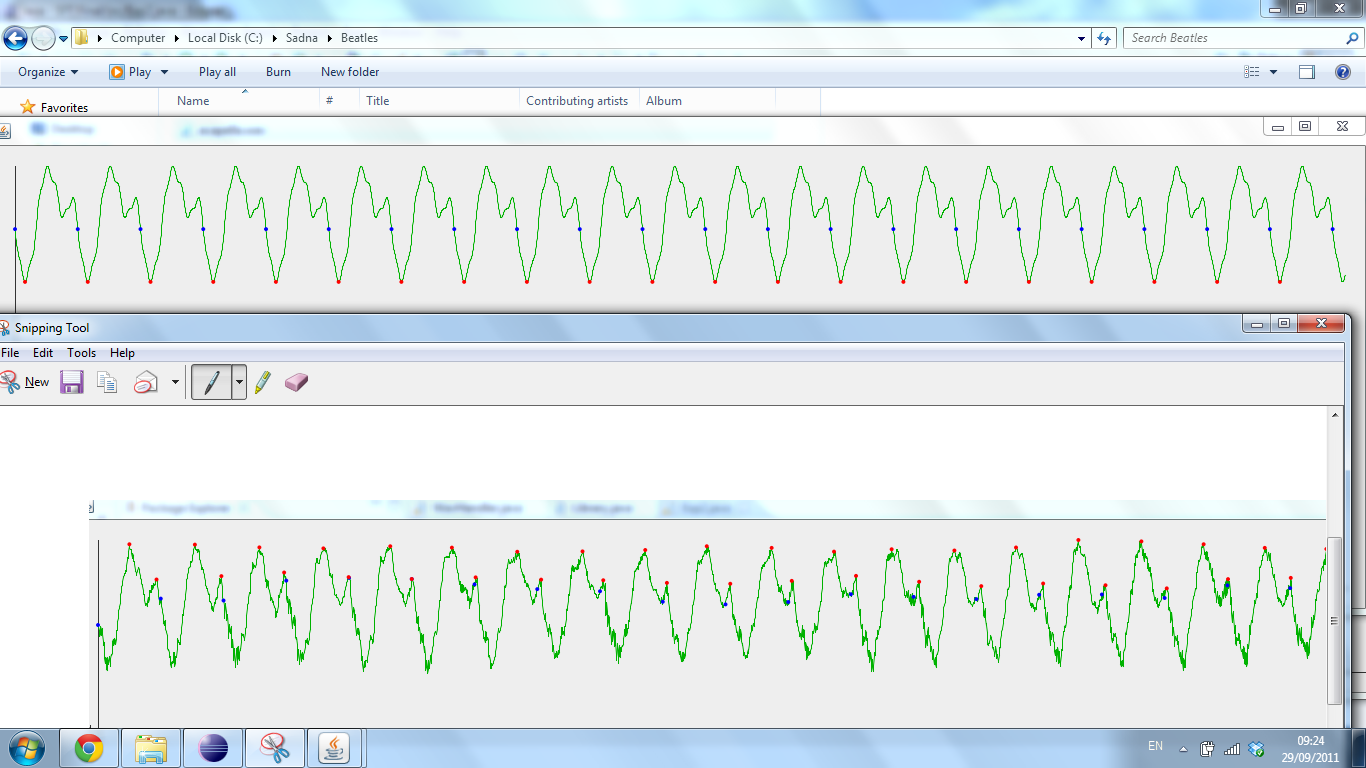 Computer Local Disk (C:) Sadna Beatles
Search Beatles
Organize Play Play all Burn New folder
Favorites
Name # Title Contributing artists Album
Snipping Tool
File Edit Tools Help
New
EN
09:24
29/09/2011